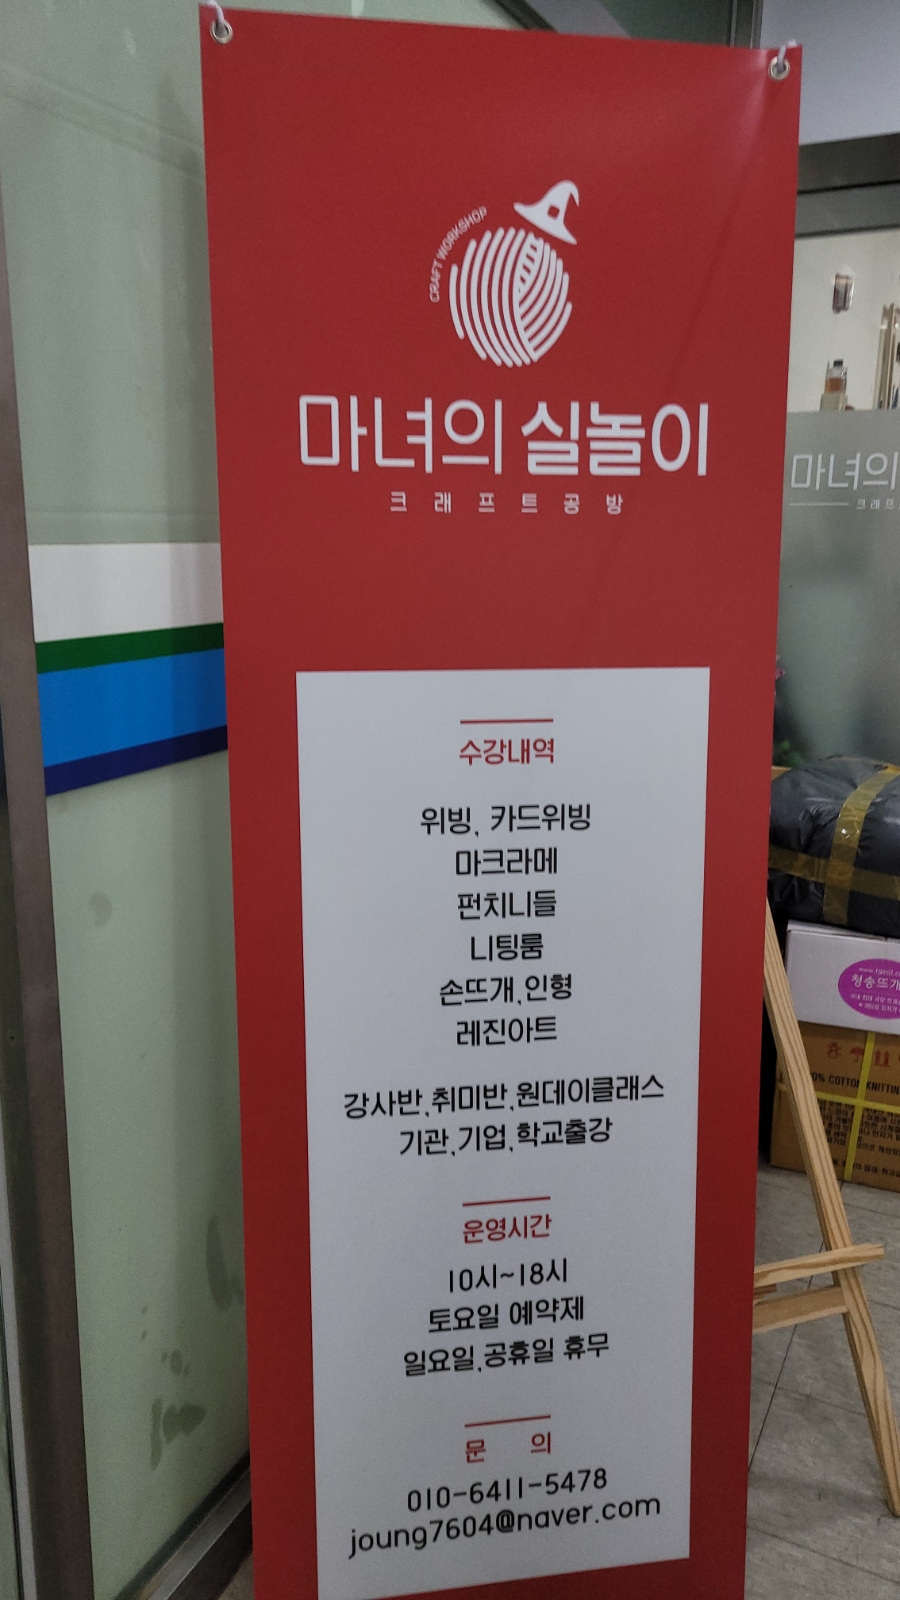 CRAFT WORKSHOP
마녀의 실놀이
크래프트공방
수강내역
위빙, 카드위빙
마크라메
펀치니들
니팅룸
손뜨개,인형
레진아트
강사반,취미반,원데이클래스
기관,기업,학교출강
운영시간
10시~18시
토요일 예약제
일요일,공휴일 휴무
문 의
010-6411-5478
joung7604@naver.com
마녀의
크래프
청송뜨개
COTTON KNITTIN